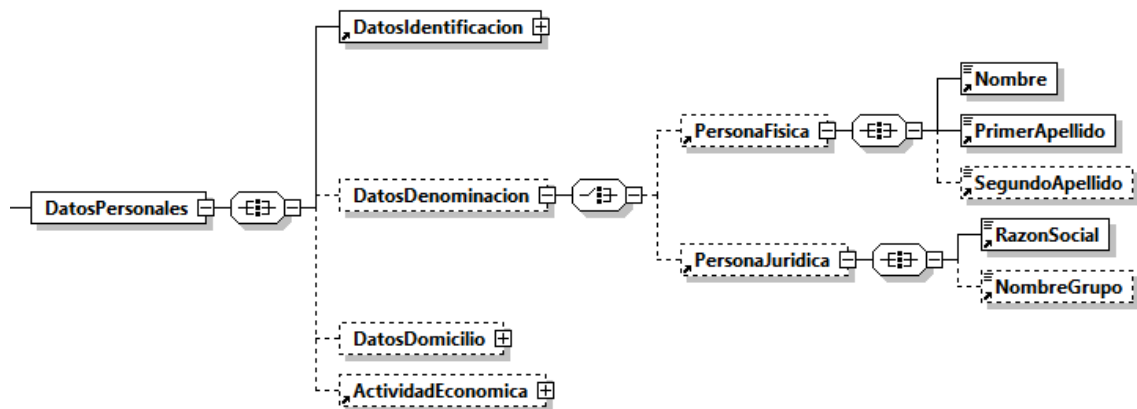 DatosIdentificacion
Nombre
PersonaFisica
PrimerApellido
SegundoApellido
DatosPersonales
DatosDenominacion
RazonSocial
PersonaJuridica
NombreGrupo
DatosDomicilio
ActividadEconomica